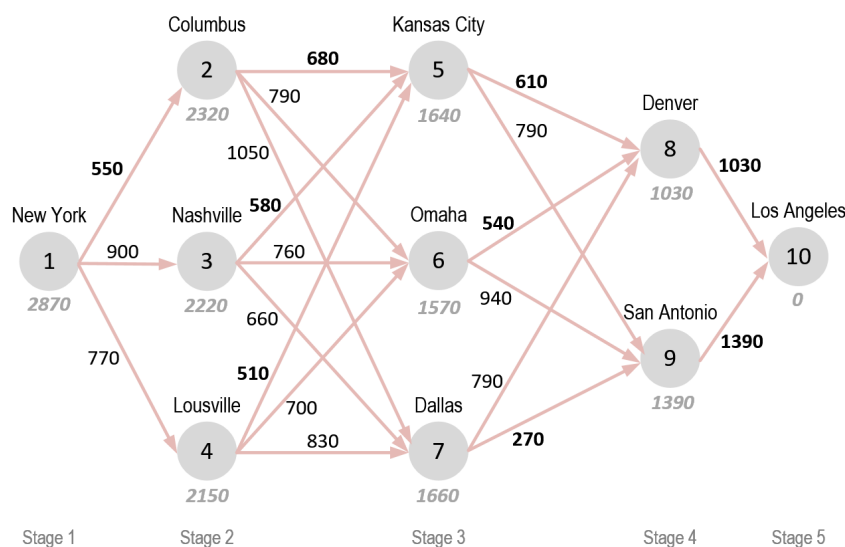 Columbus
Kansas City
2
680
5
610
790
Denver
2320
1640
790
8
1050
1030
550
1030
New York
Nashville
580
Omaha
540
Los Angeles
1
900
3
760
6
10
2870
2220
660
1570
940
San Antonio
0
770
9
1390
510
790
Lousville
700
Dallas
1390
4
830
7
270
2150
1660
Stage 1
Stage 2
Stage 3
Stage 4
Stage 5